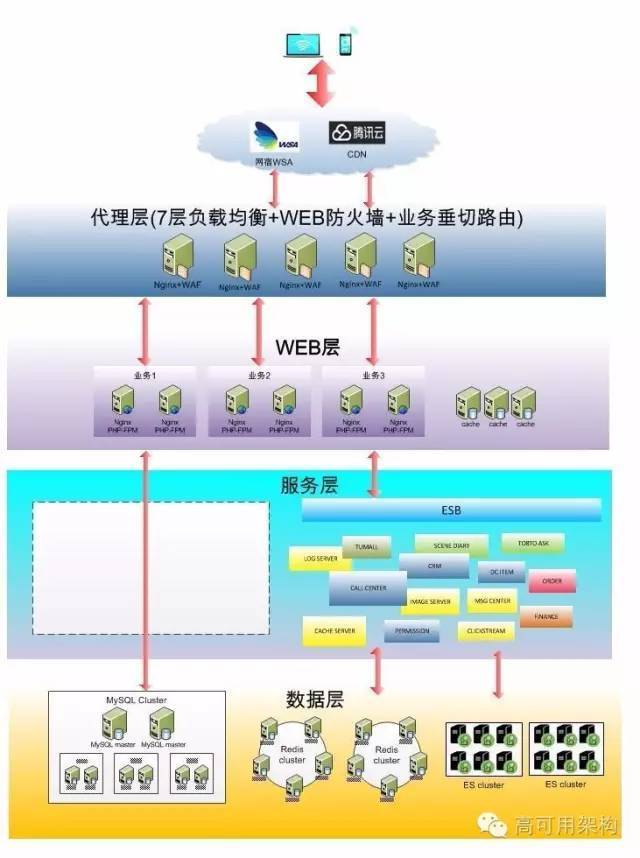 WSA
腾讯云
网宿WSA
CDN
代理层(7层负载均衡+WEB防火墙+业务垂切路由)
Nginx+WAF
Nginx+WAF
Nginx+WAF
Nginx+WAF
Nginx+WAF
WEB层
业务1
业务2
业务3
Nginx
PHP-FPM
Nginx
PHP-FPM
Nginx
PHP-FPM
Nginx
PHP-FPM
Nginx
PHP-FPM
Nginx
PHP-FPM
cache
cache
cache
服务层
ESB
TUMALL
SCENE DIARY
TOBTO ASK
LOG SERVER
CRM
DC ITEM
ORDER
CALL CENTER
IMAGE SERVER
MSG CENTER
FINANCE
CACHE SERVER
PERMISSION
CLICKSTREAM
数据层
MySQL Cluster
MySQL master
MySQL master
Redis
cluster
Redis
cluster
ES cluster
ES cluster
高可用架构